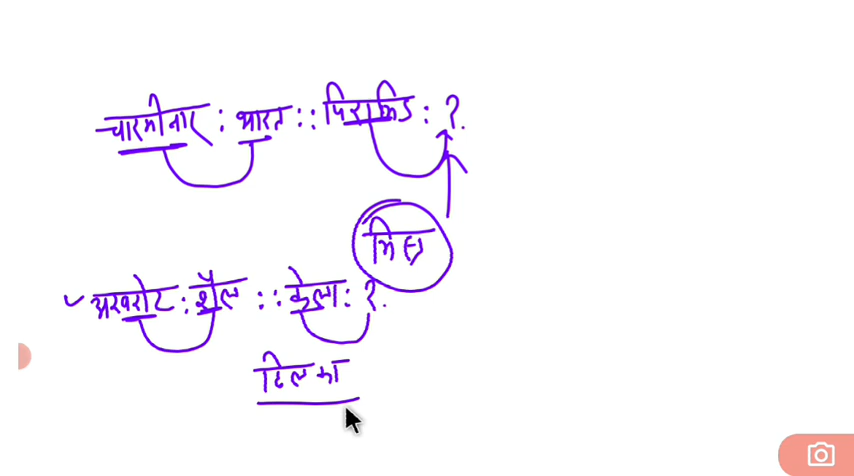 चारमीनार : भारत :: पिरामिड : ?.
मिस्र
अखरोट : शैल :: केला : ?.
छिलका